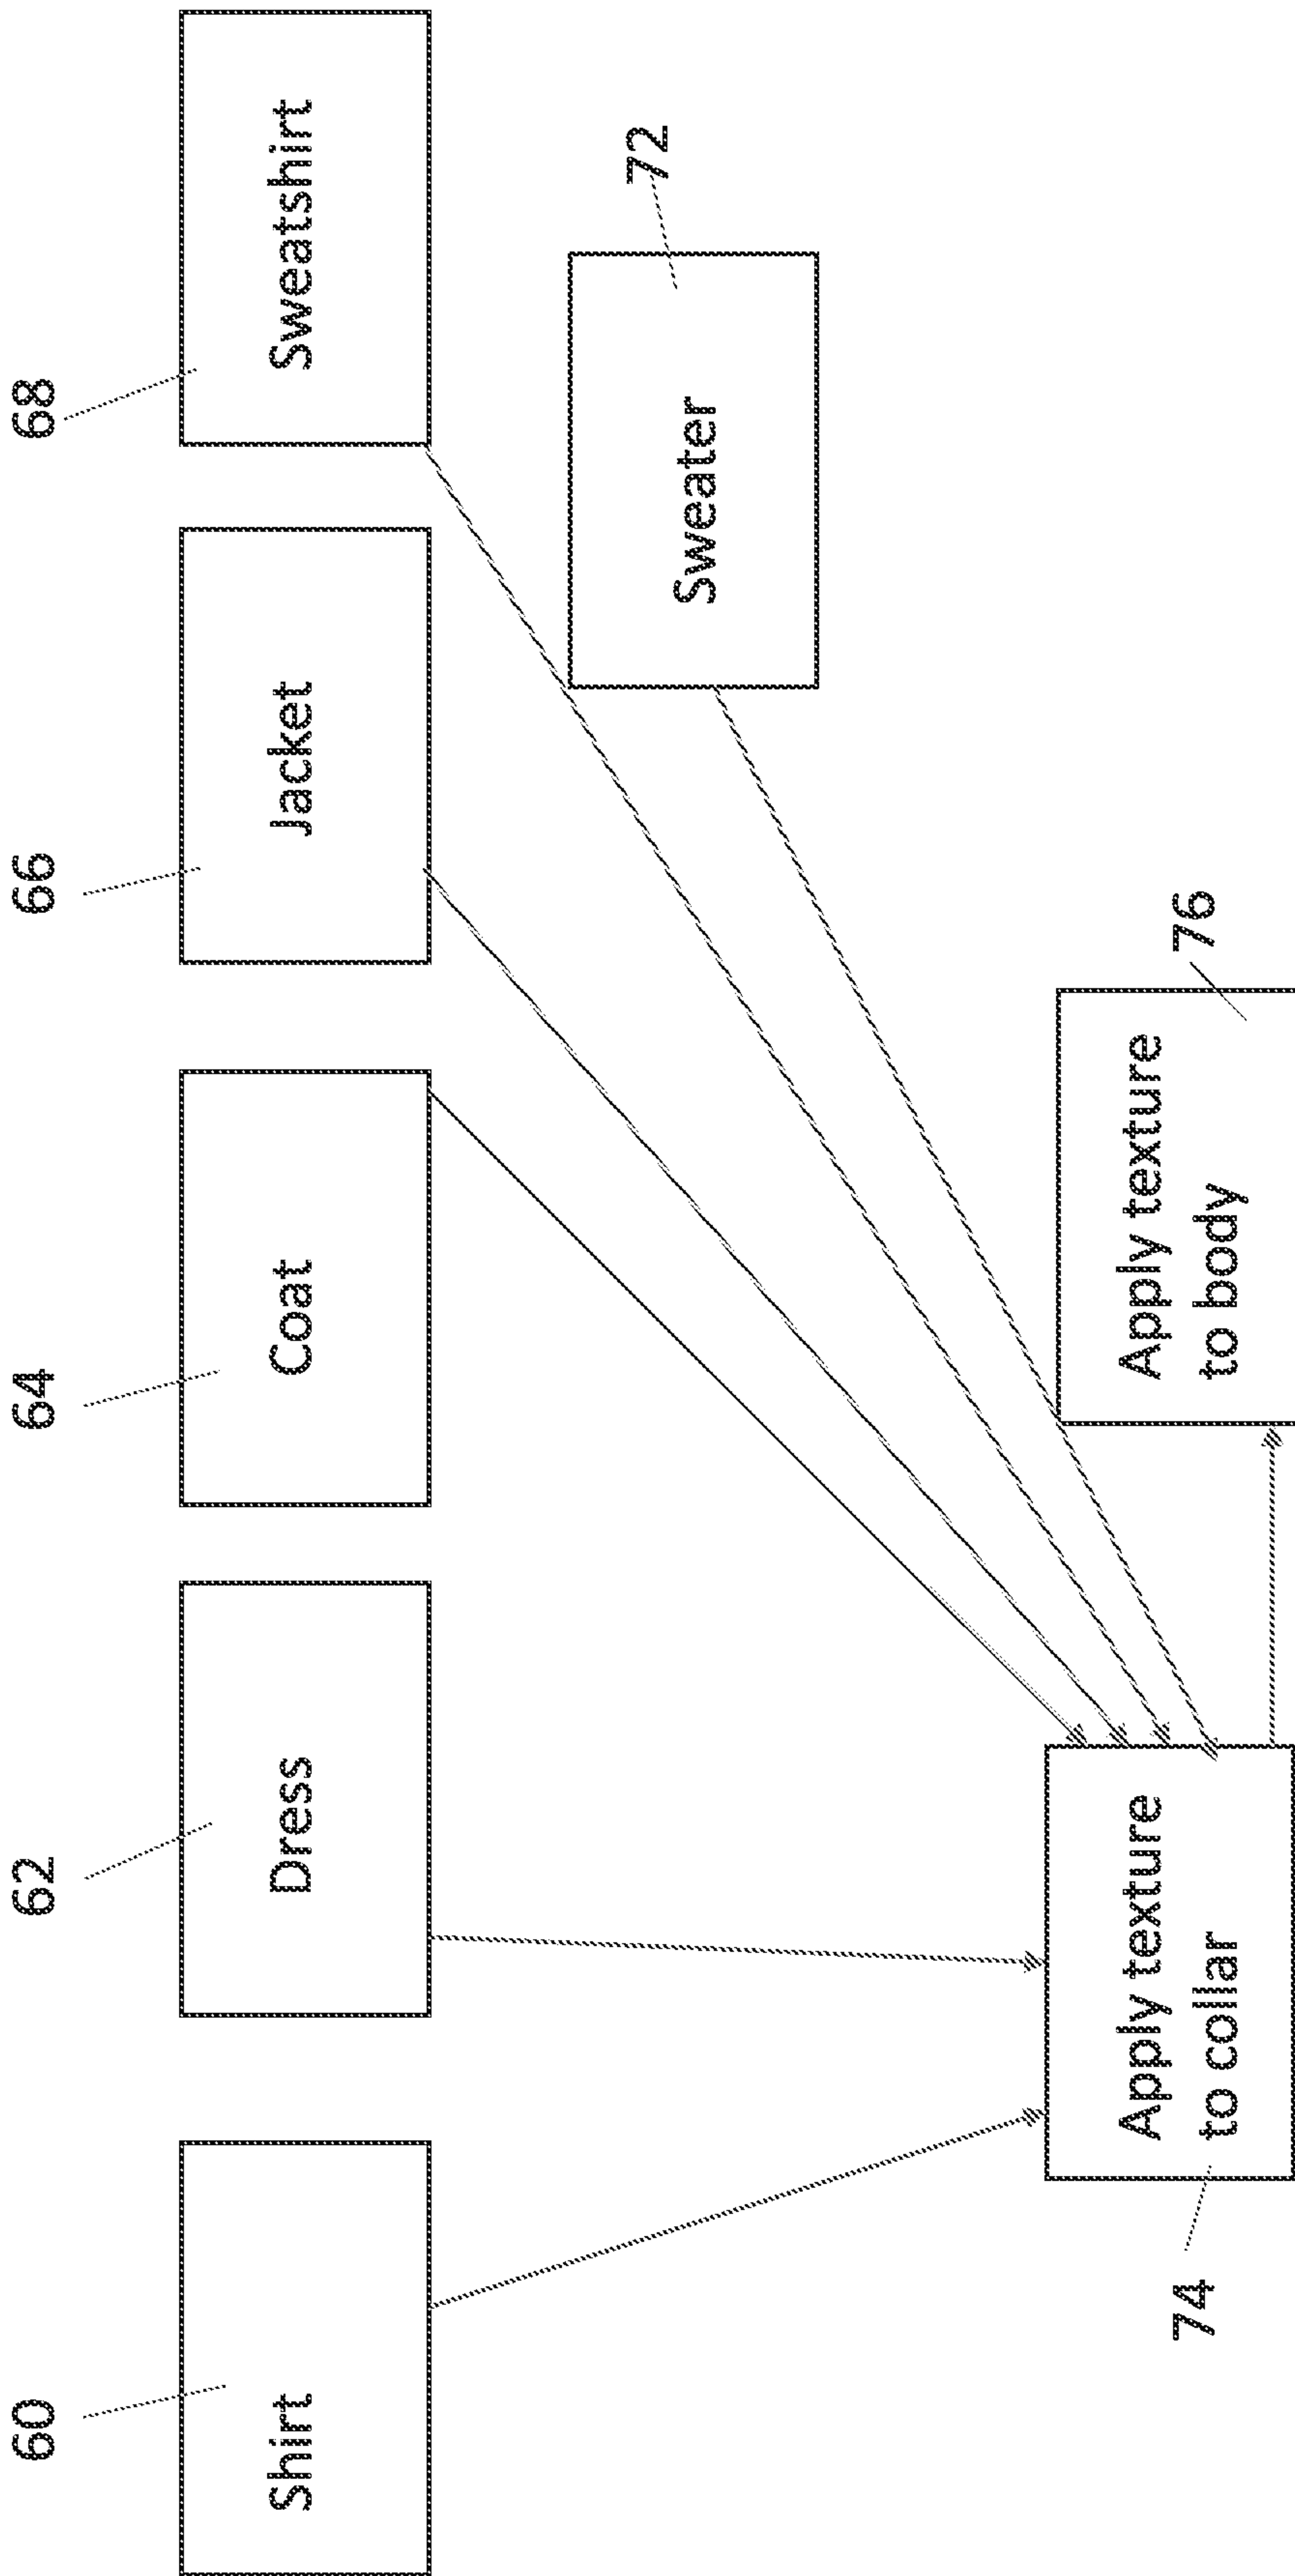 60
62
64
66
68
Shirt
Dress
Coat
Jacket
Sweatshirt
72
Sweater
74
Apply texture
to collar
76
Apply texture
to body